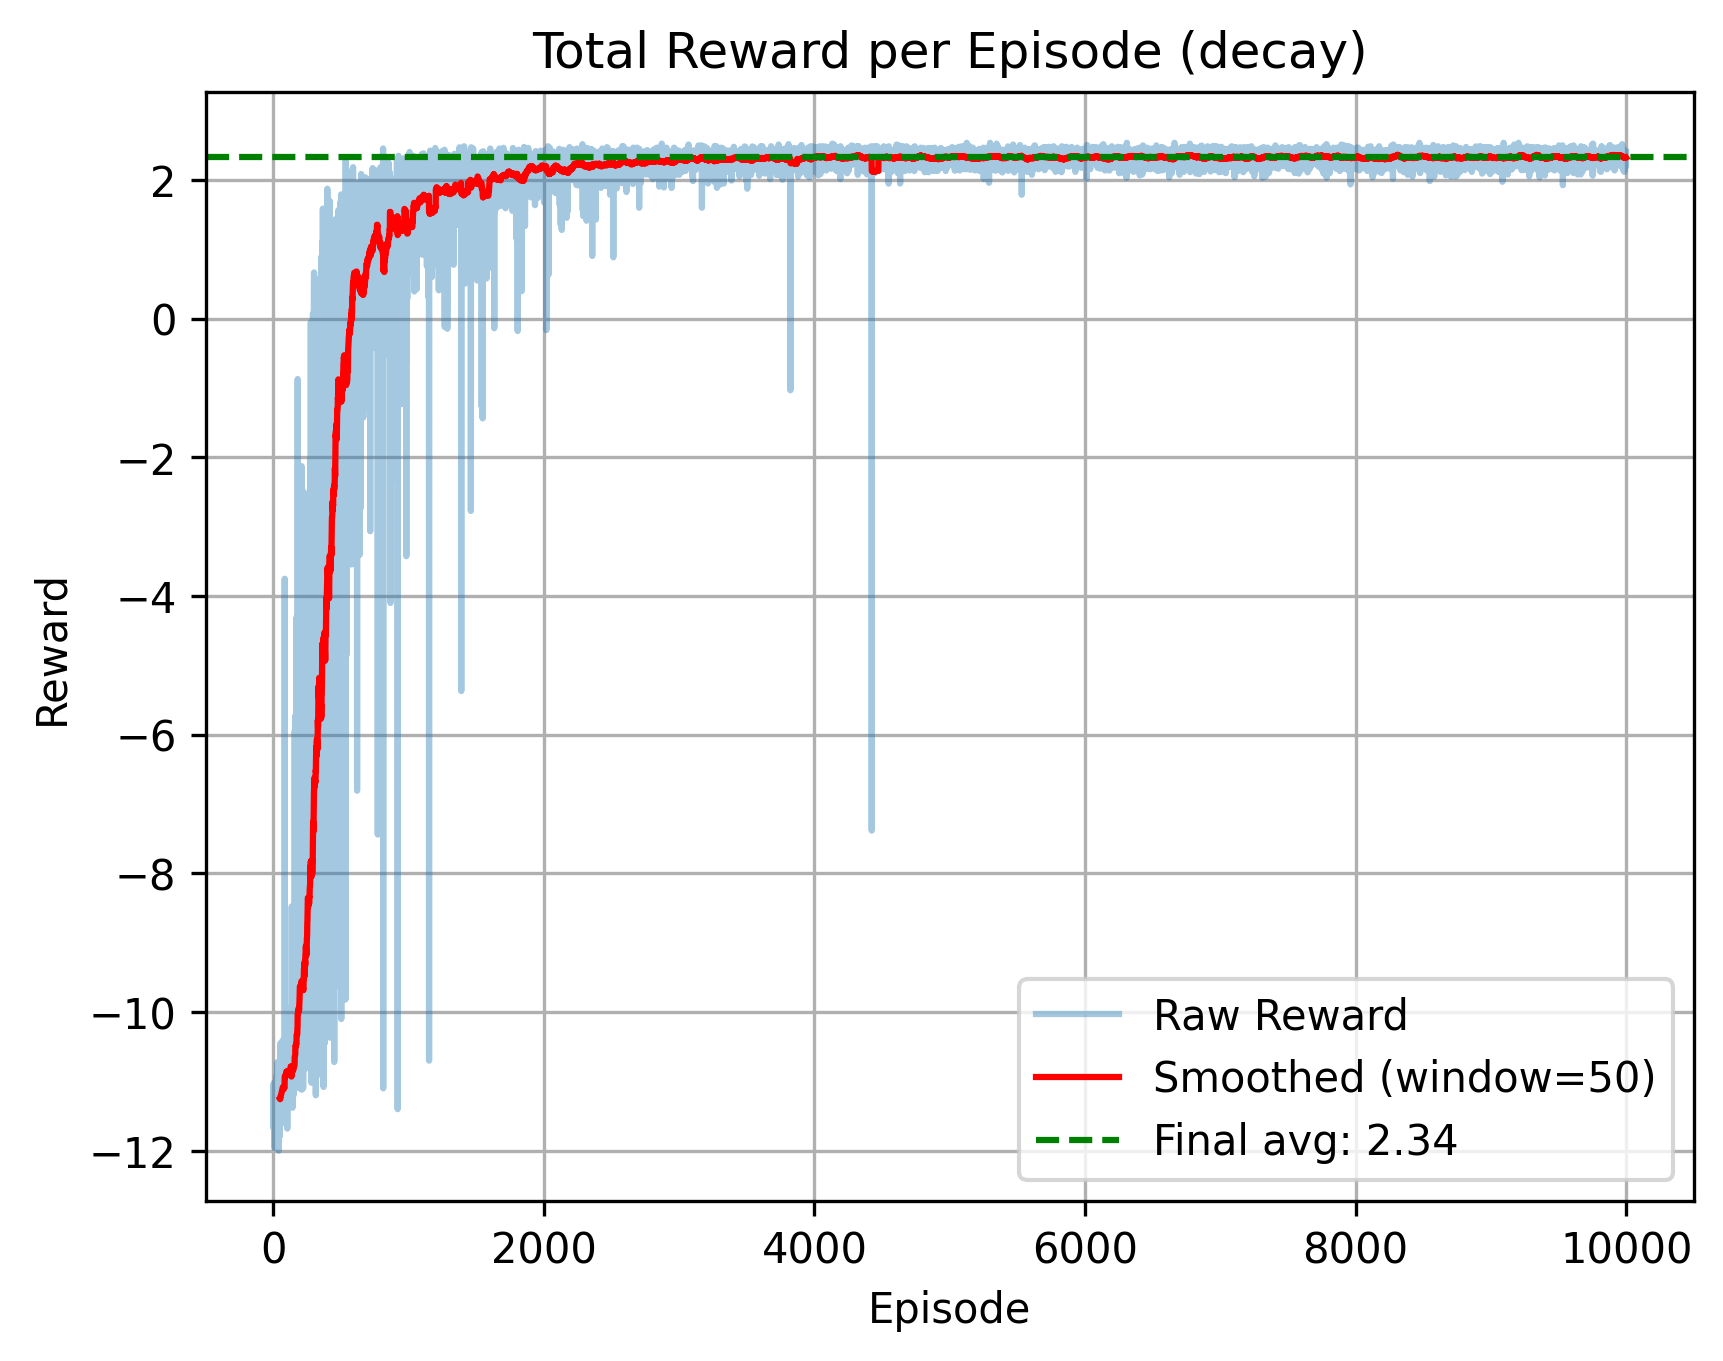 Total Reward per Episode (decay)
2
0
−2
−4
−6
−8
−10
−12
Reward
0 2000 4000 6000 8000 10000
Episode
Raw Reward
Smoothed (window=50)
Final avg: 2.34